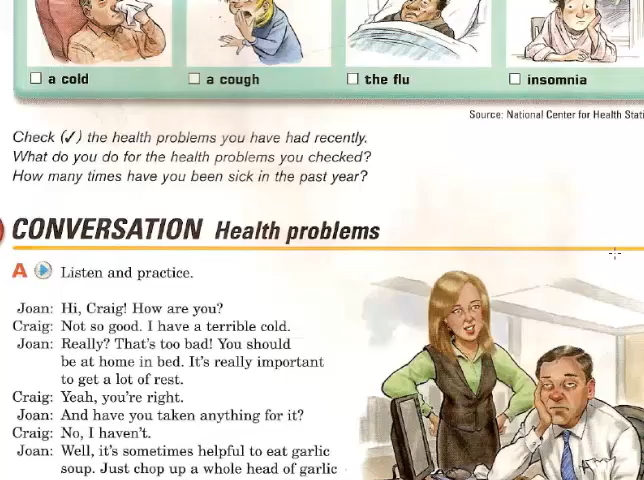 a cold a cough the flu insomnia
Source: National Center for Health
Check (✓) the health problems you have had recently.
What do you do for the health problems you checked?
How many times have you been sick in the past year?
CONVERSATION Health problems
A Listen and practice.
Joan: Hi, Craig! How are you?
Craig: Not so good. I have a terrible cold.
Joan: Really? That's too bad! You should
be at home in bed. It's really important
to get a lot of rest.
Craig: Yeah, you're right.
Joan: And have you taken anything for it?
Craig: No, I haven't.
Joan: Well, it's sometimes helpful to eat garlic
soup. Just chop up a whole head of garlic